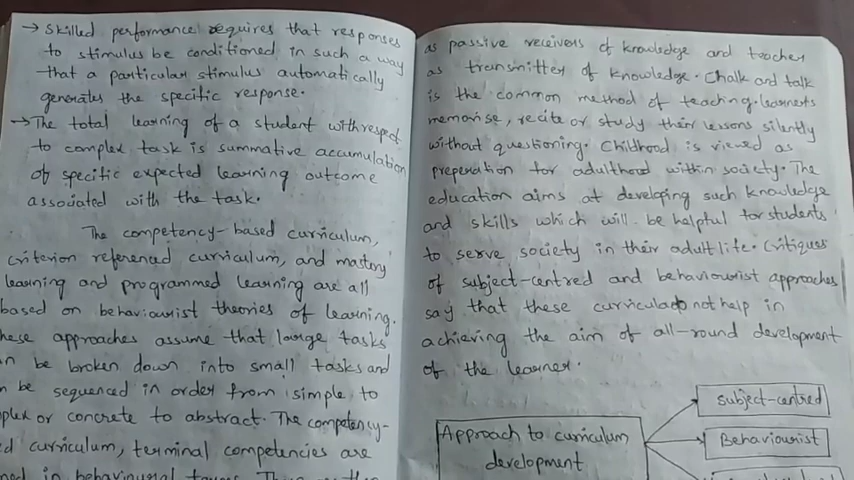 → Skilled performance requires that responses
to stimulus be conditioned in such a way
that a particular stimulus automatically
generates the specific response.
→ The total learning of a student with respect
to complex task is summative accumulation
of specific expected learning outcome
associated with the task.
The competency-based curriculum,
criterion referenced curriculum, and mastery
learning and programmed learning are all
based on behaviourist theories of learning.
hese approaches assume that large tasks
n be broken down into small tasks and
n be sequenced in order from simple to
plex or concrete to abstract. The competency-
d curriculum, terminal competencies are
in behavioural
as passive receivers of knowledge and teacher
as transmitter of knowledge. Chalk and talk
is the common method of teaching. learners
memorise, recite or study their lessons silently
without questioning. Childhood is viewed as
preperation for adulthood within society. The
education aims at developing such knowledge
and skills which will be helpful for students
to serve society in their adult life. Critiques
of subject-centred and behaviourist approaches
say that these curricula do not help in
achieving the aim of all-round development
of the learner.
Approach to curriculum
development
Subject-centred
Behaviourist